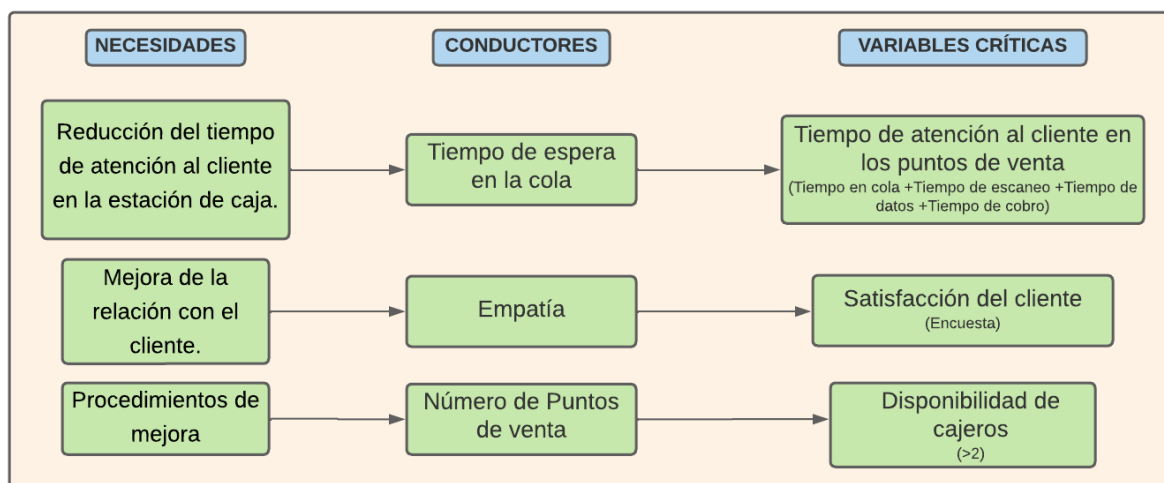 NECESIDADES
CONDUCTORES
VARIABLES CRÍTICAS
Reducción del tiempo
de atención al cliente
en la estación de caja.
Tiempo de espera
en la cola
Tiempo de atención al cliente en
los puntos de venta
(Tiempo en cola +Tiempo de escaneo +Tiempo de
datos +Tiempo de cobro)
Mejora de la
relación con el
cliente.
Empatía
Satisfacción del cliente
(Encuesta)
Procedimientos de
mejora
Número de Puntos
de venta
Disponibilidad de
cajeros
(>2)